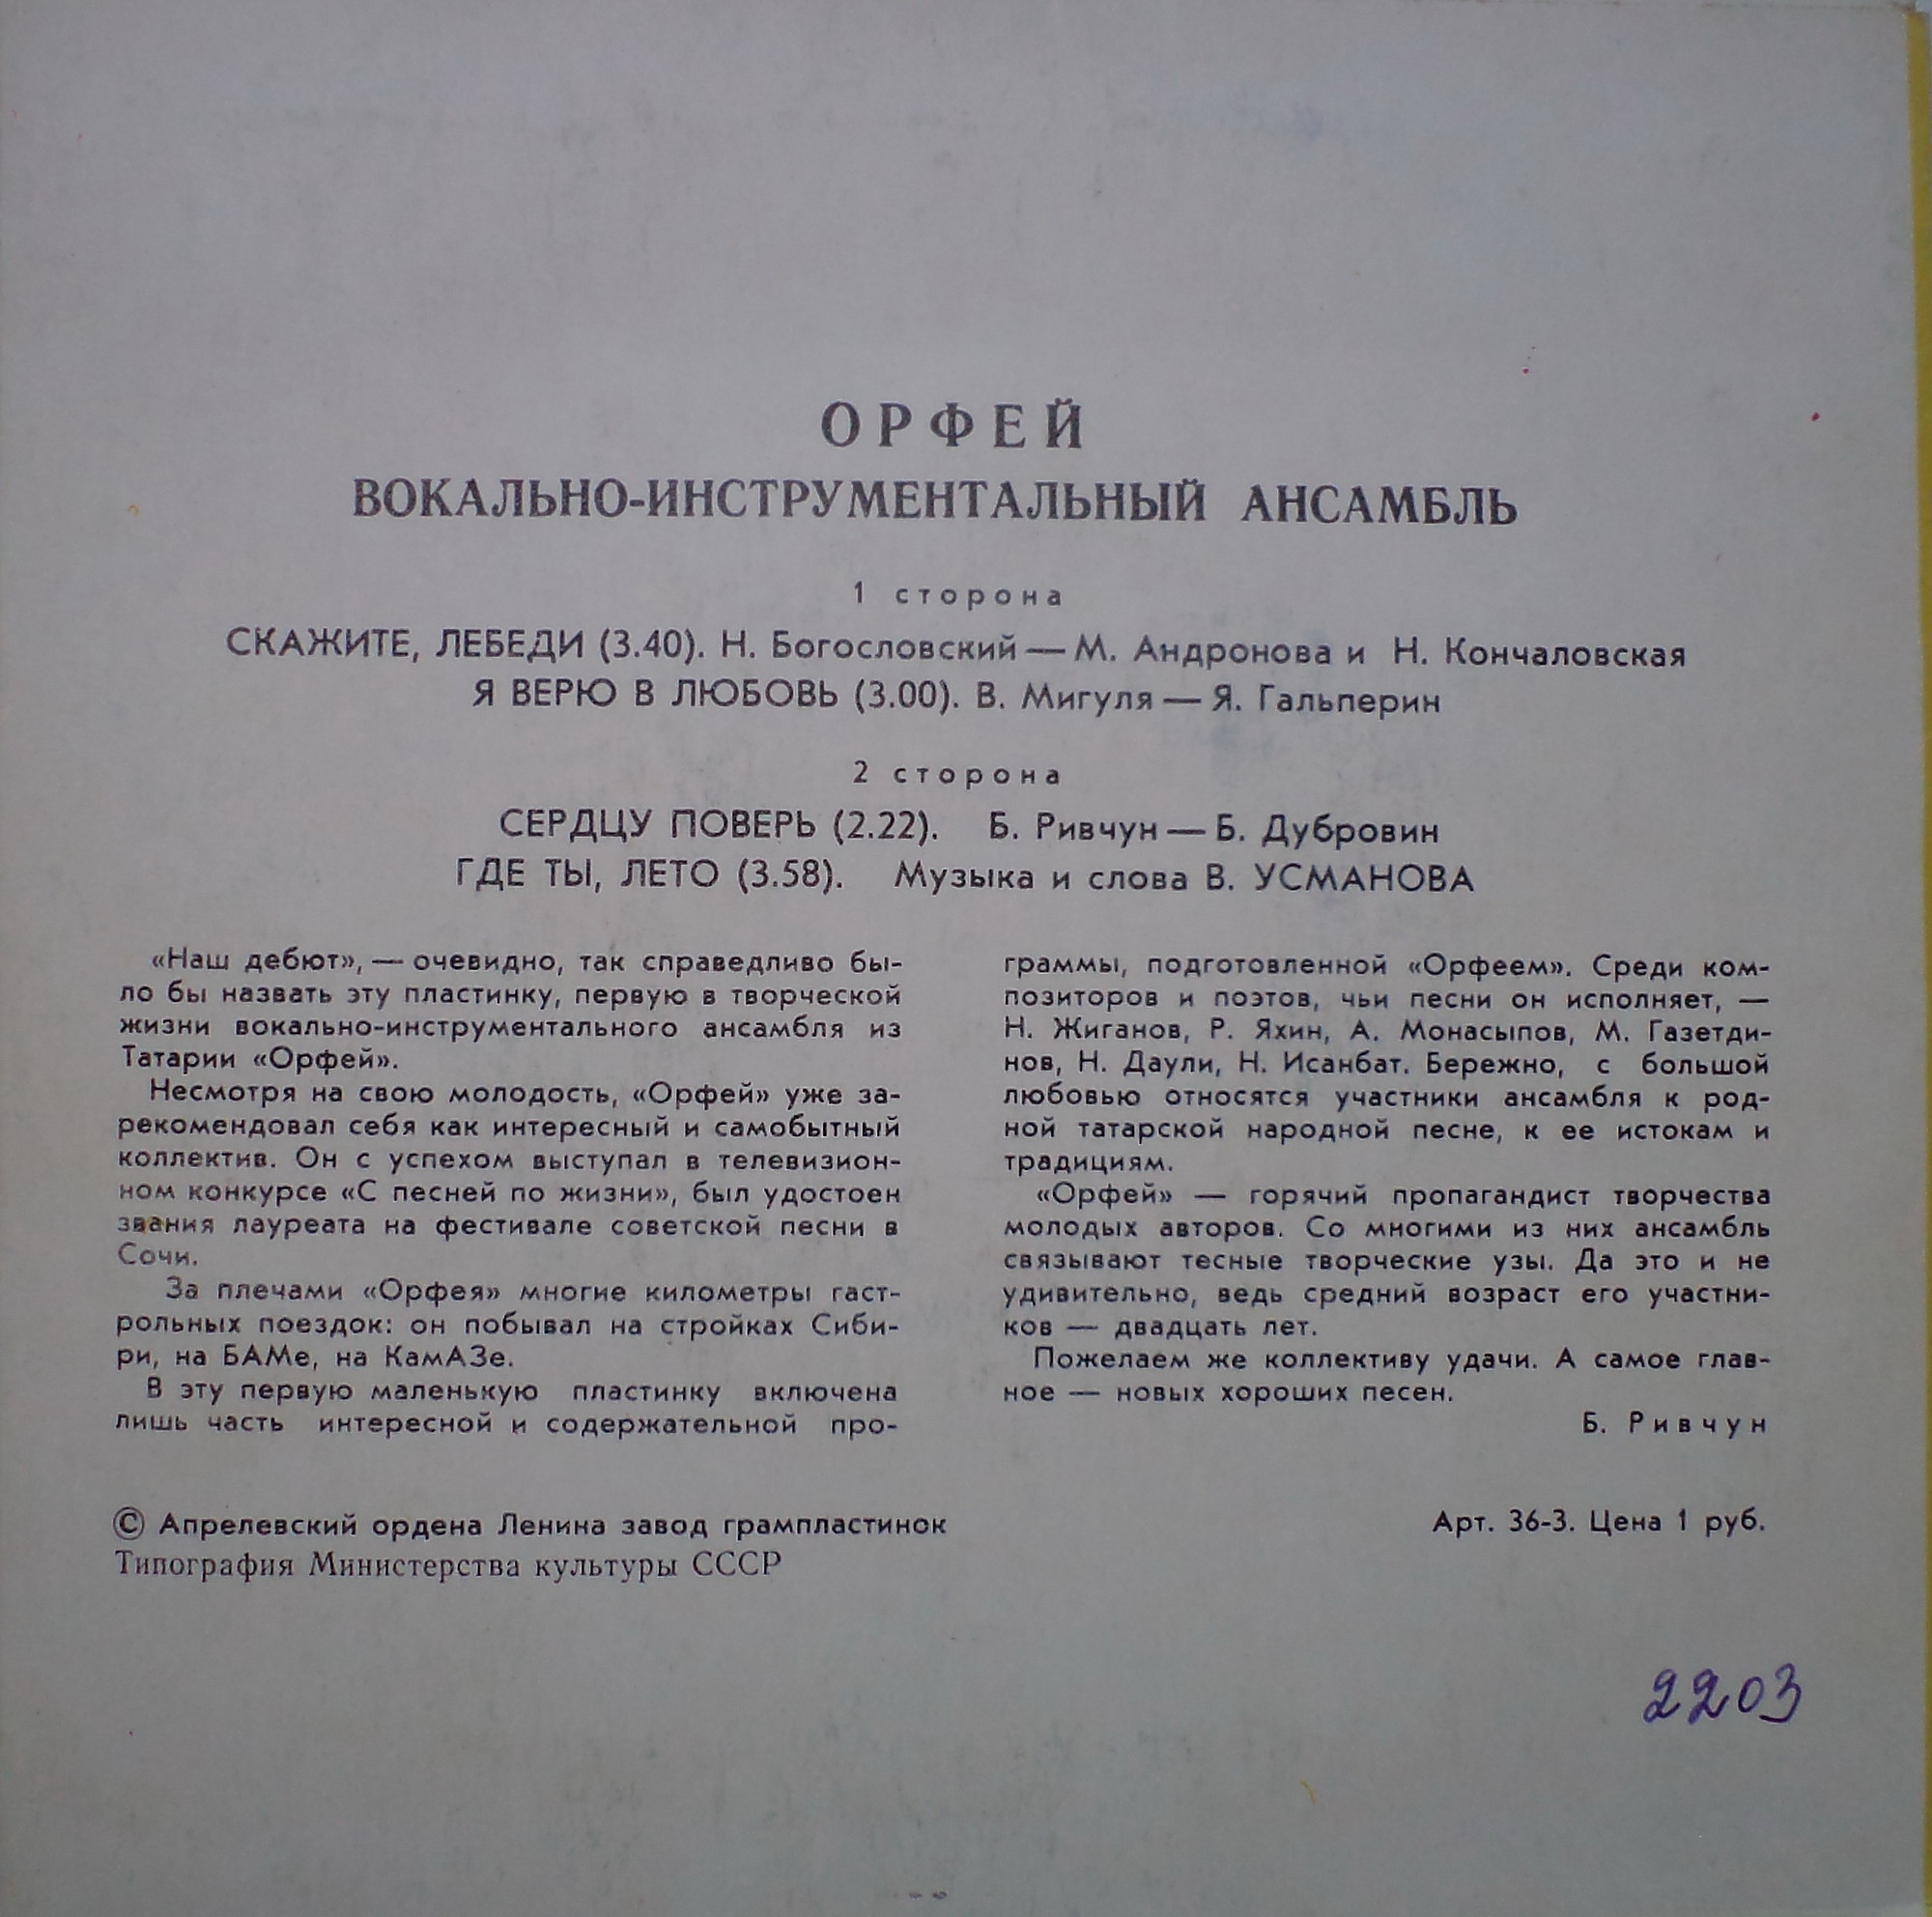 ОРФЕЙ
ВОКАЛЬНО-ИНСТРУМЕНТАЛЬНЫЙ АНСАМБЛЬ
1 сторона
СКАЖИТЕ, ЛЕБЕДИ (3.40). Н. Богословский — М. Андронова и Н. Кончаловская
Я ВЕРЮ В ЛЮБОВЬ (3.00). В. Мигуля — Я. Гальперин
2 сторона
СЕРДЦУ ПОВЕРЬ (2.22). Б. Ривчун — Б. Дубровин
ГДЕ ТЫ, ЛЕТО (3.58). Музыка и слова В. УСМАНОВА
«Наш дебют», — очевидно, так справедливо бы-
ло бы назвать эту пластинку, первую в творческой
жизни вокально-инструментального ансамбля из
Татарии «Орфей».
Несмотря на свою молодость, «Орфей» уже за-
рекомендовал себя как интересный и самобытный
коллектив. Он с успехом выступал в телевизион-
ном конкурсе «С песней по жизни», был удостоен
звания лауреата на фестивале советской песни в
Сочи.
За плечами «Орфея» многие километры гаст-
рольных поездок: он побывал на стройках Сиби-
ри, на БАМе, на КамАЗе.
В эту первую маленькую пластинку включена
лишь часть интересной и содержательной про-
граммы, подготовленной «Орфеем». Среди ком-
позиторов и поэтов, чьи песни он исполняет, —
Н. Жиганов, Р. Яхин, А. Монасыпов, М. Газетди-
нов, Н. Даули, Н. Исанбат. Бережно, с большой
любовью относятся участники ансамбля к род-
ной татарской народной песне, к ее истокам и
традициям.
«Орфей» — горячий пропагандист творчества
молодых авторов. Со многими из них ансамбль
связывают тесные творческие узы. Да это и не
удивительно, ведь средний возраст его участни-
ков — двадцать лет.
Пожелаем же коллективу удачи. А самое глав-
ное — новых хороших песен.
Б. Ривчун
© Апрелевский ордена Ленина завод грампластинок
Арт. 36-3. Цена 1 руб.
Типография Министерства культуры СССР
2203